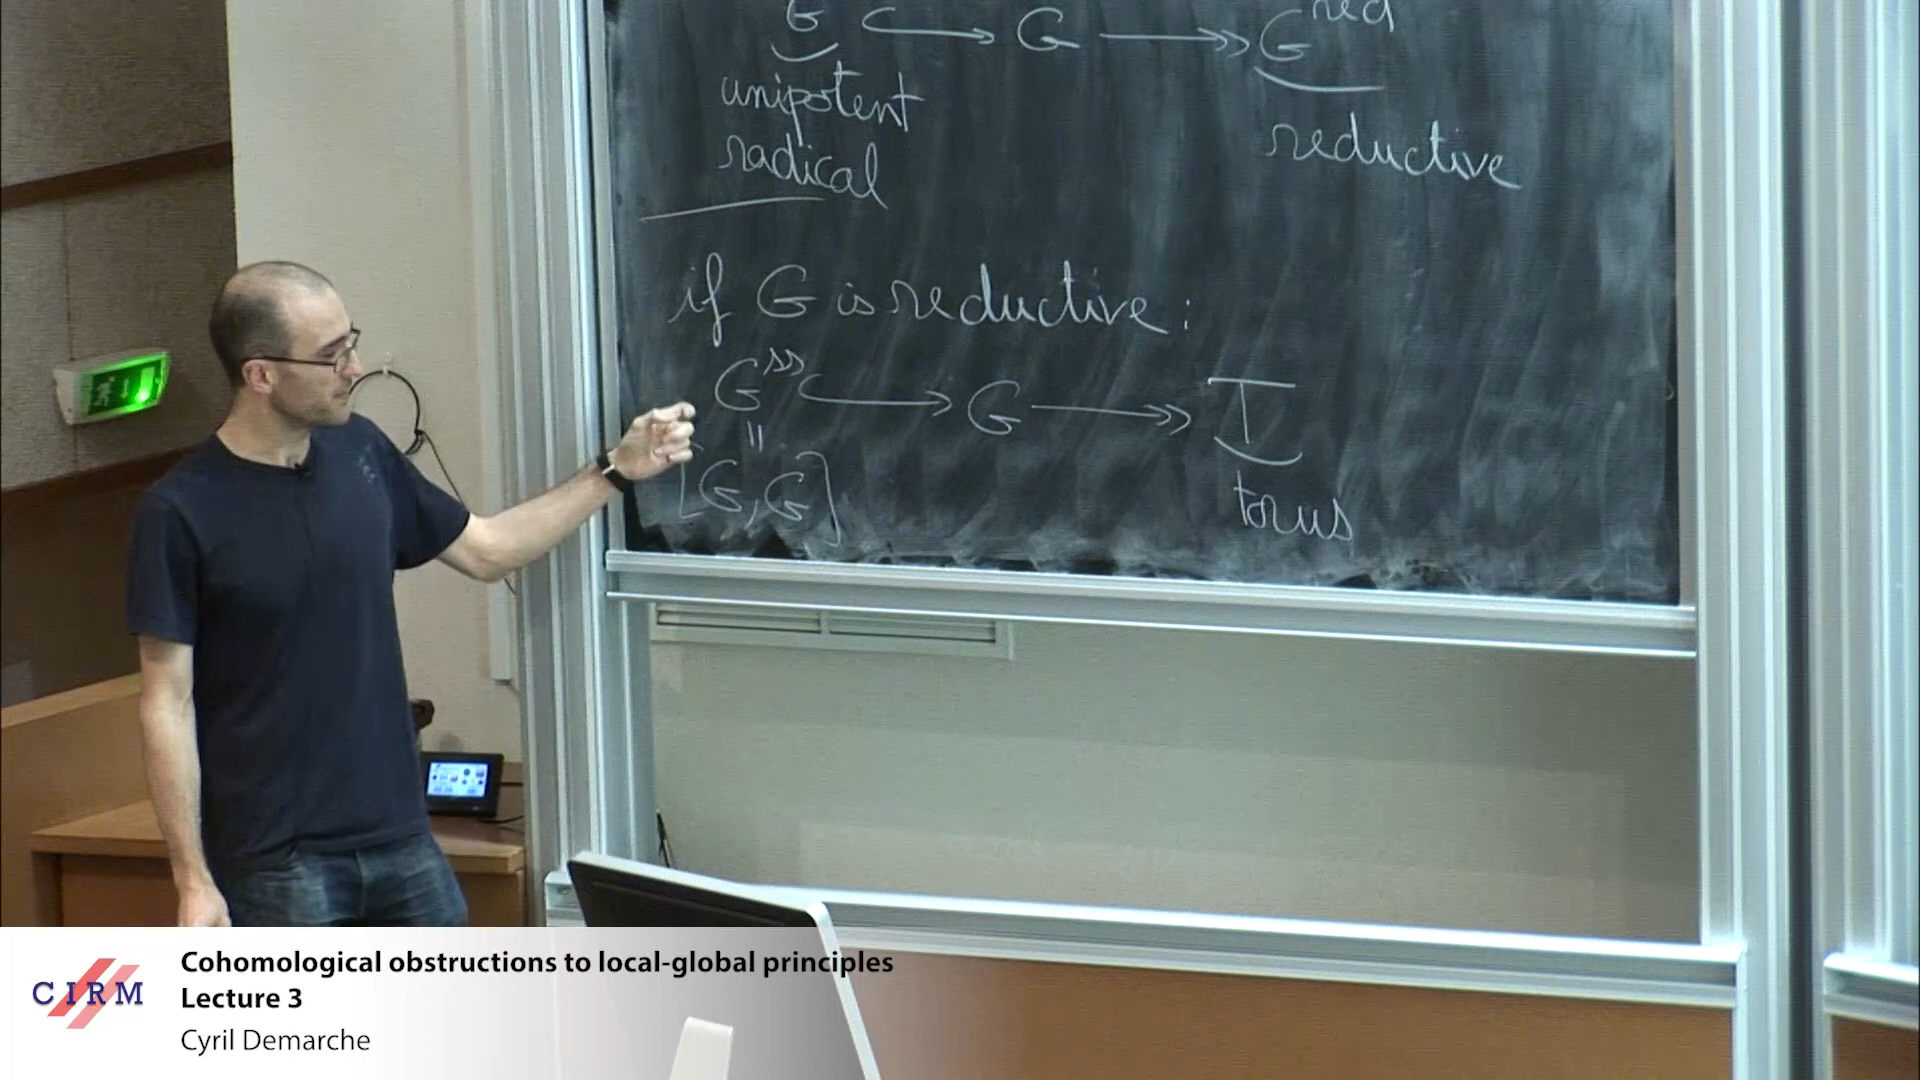 G ↪ G ↠ G^red
unipotent
radical
reductive
if G is reductive :
G^ss ↪ G ↠ T
||
[G,G]
torus
CIRM
Cohomological obstructions to local-global principles
Lecture 3
Cyril Demarche